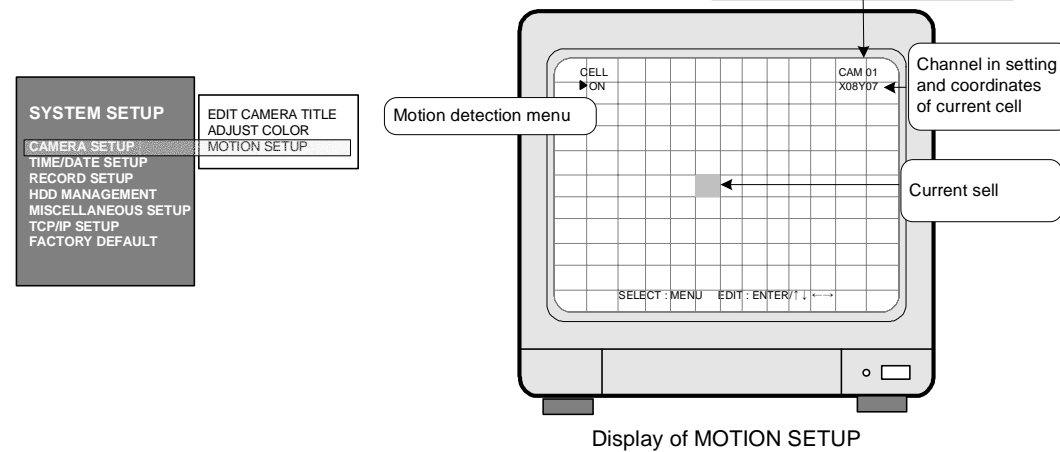 SYSTEM SETUP
CAMERA SETUP
TIME/DATE SETUP
RECORD SETUP
HDD MANAGEMENT
MISCELLANEOUS SETUP
TCP/IP SETUP
FACTORY DEFAULT
EDIT CAMERA TITLE
ADJUST COLOR
MOTION SETUP
Motion detection menu
CELL
▶ON
CAM 01
X08Y07
SELECT : MENU EDIT : ENTER/↑↓←→
Channel in setting
and coordinates
of current cell
Current sell
Display of MOTION SETUP